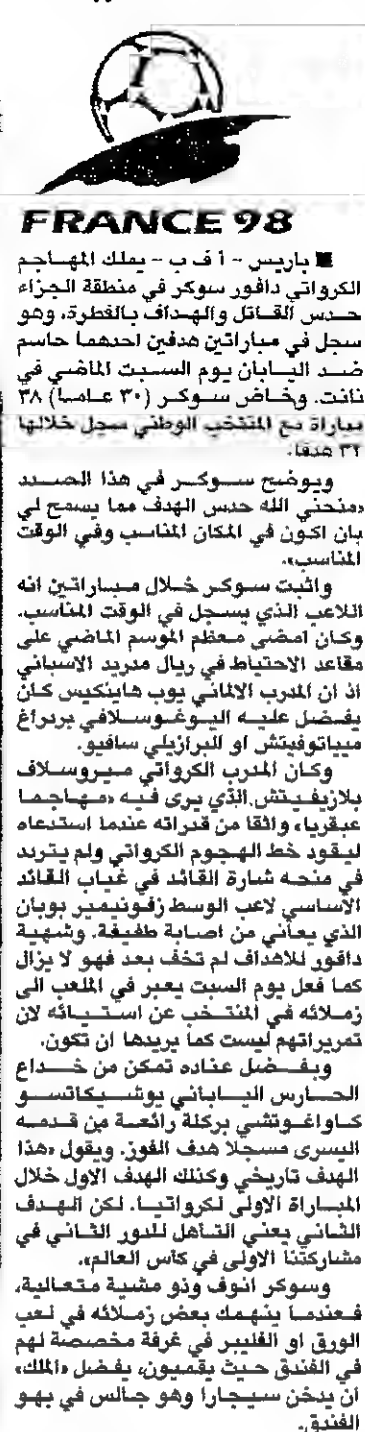 FRANCE 98
■ باريس - أ ف ب - يملك المهاجم
الكرواتي دافور سوكر في منطقة الجزاء
حدس القاتل والهداف بالفطرة، وهو
سجل في مباراتين هدفين احدهما حاسم
ضد اليابان يوم السبت الماضي في
نانت. وخاض سوكر (٣٠ عاما) ٣٨
مباراة مع المنتخب الوطني سجل خلالها
٣٢ هدفا.
ويوضح سوكر في هذا الصدد
«منحني الله حدس الهدف مما يسمح لي
بان اكون في المكان المناسب وفي الوقت
المناسب».
واثبت سوكر خلال مباراتين انه
اللاعب الذي يسجل في الوقت المناسب.
وكان امضى معظم الموسم الماضي على
مقاعد الاحتياط في ريال مدريد الاسباني
اذ ان المدرب الالماني يوب هاينكيس كان
يفضل عليه اليوغوسلافي بريدراغ
مياتوفيتش او البرازيلي سافيو.
وكان المدرب الكرواتي ميروسلاف
بلازيفيتش الذي يرى فيه «مهاجما
عبقريا» واثقا من قدراته عندما استدعاه
ليقود خط الهجوم الكرواتي ولم يتردد
في منحه شارة القائد في غياب القائد
الأساسي لاعب الوسط زفونيمير بوبان
الذي يعاني من اصابة طفيفة. وشهية
دافور للاهداف لم تخف بعد فهو لا يزال
كما فعل يوم السبت يعبر في الملعب الى
زملائه في المنتخب عن استيائه لان
تمريراتهم ليست كما يريدها ان تكون.
وبفضل عناده تمكن من خداع
الحارس الياباني يوشيكاتسو
كاواغوتشي بركلة رائعة من قدمه
اليسرى مسجلا هدف الفوز. ويقول «هذا
الهدف تاريخي وكذلك الهدف الاول خلال
المباراة الاولى لكرواتيا. لكن الهدف
الثاني يعني التأهل للدور الثاني في
مشاركتنا الاولى في كأس العالم».
وسوكر انوف وذو مشية متعالية،
فعندما ينهمك بعض زملائه في لعب
الورق او الفليبر في غرفة مخصصة لهم
في الفندق حيث يقميون، يفضل «الملك»
ان يدخن سيجارا وهو جالس في بهو
الفندق.